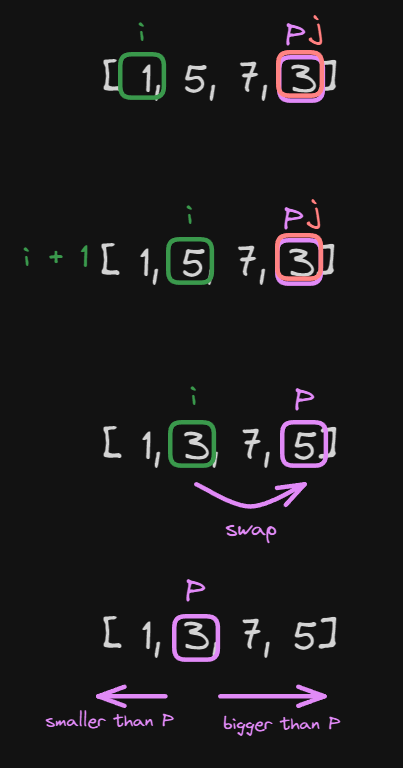 i P j
[ 1, 5, 7, 3 ]
i P j
i + 1 [ 1, 5, 7, 3 ]
i P
[ 1, 3, 7, 5 ]
swap
P
[ 1, 3, 7, 5 ]
smaller than P bigger than P